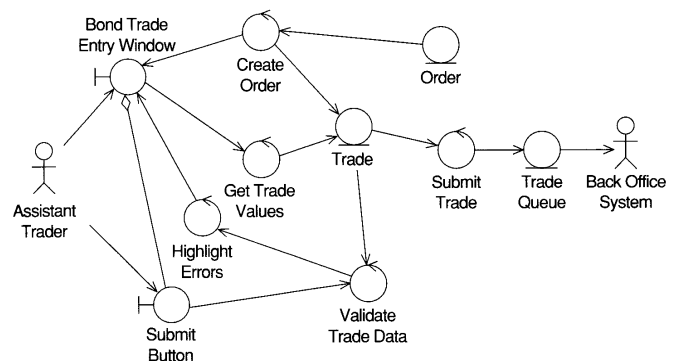 Bond Trade
Entry Window
Create
Order
Order
Assistant
Trader
Get Trade
Values
Trade
Submit
Trade
Trade
Queue
Back Office
System
Highlight
Errors
Submit
Button
Validate
Trade Data